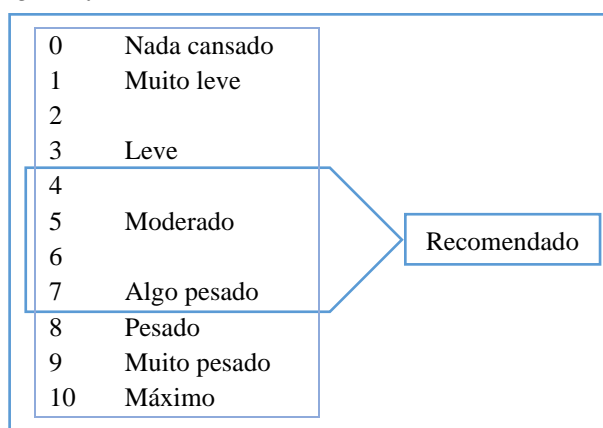 0 Nada cansado
1 Muito leve
2
3 Leve
4
5 Moderado
6
7 Algo pesado
8 Pesado
9 Muito pesado
10 Máximo
Recomendado